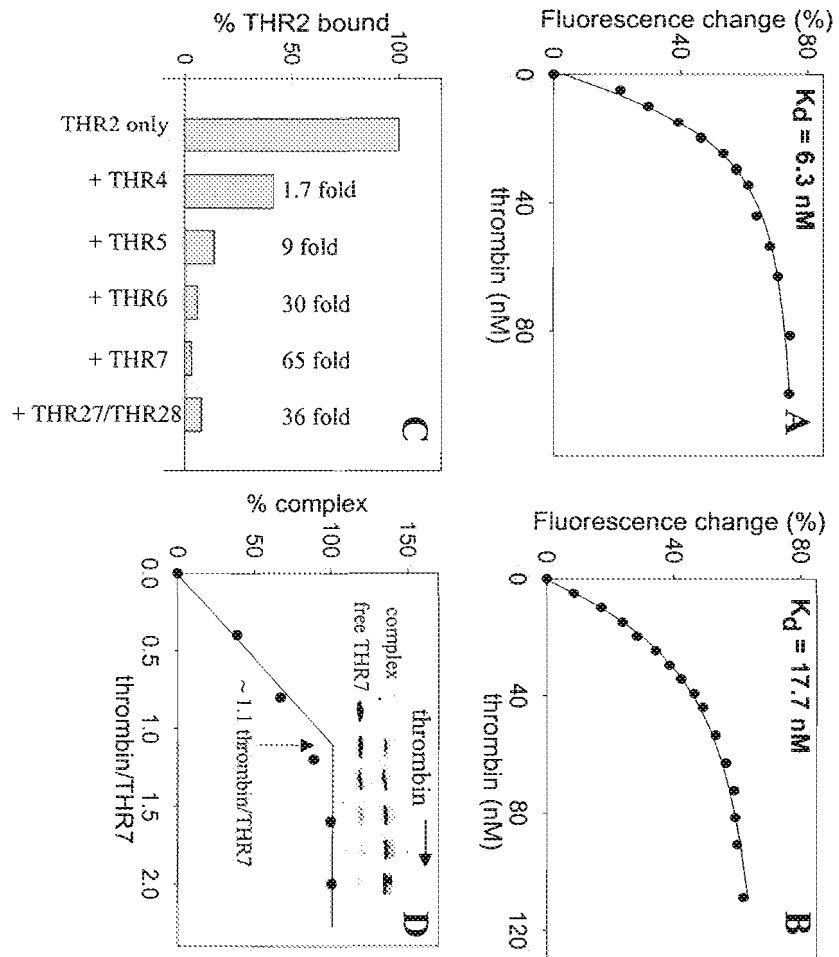 Fluorescence change (%)
80
40
0
K_d = 6.3 nM
A
0
40
80
thrombin (nM)
Fluorescence change (%)
80
40
0
K_d = 17.7 nM
B
0
40
80
120
thrombin (nM)
% THR2 bound
100
50
0
THR2 only
+ THR4
1.7 fold
+ THR5
9 fold
+ THR6
30 fold
+ THR7
65 fold
+ THR27/THR28
36 fold
C
% complex
150
100
50
0
thrombin
complex
free THR7
~ 1.1 thrombin/THR7
D
0.0
0.5
1.0
1.5
2.0
thrombin/THR7